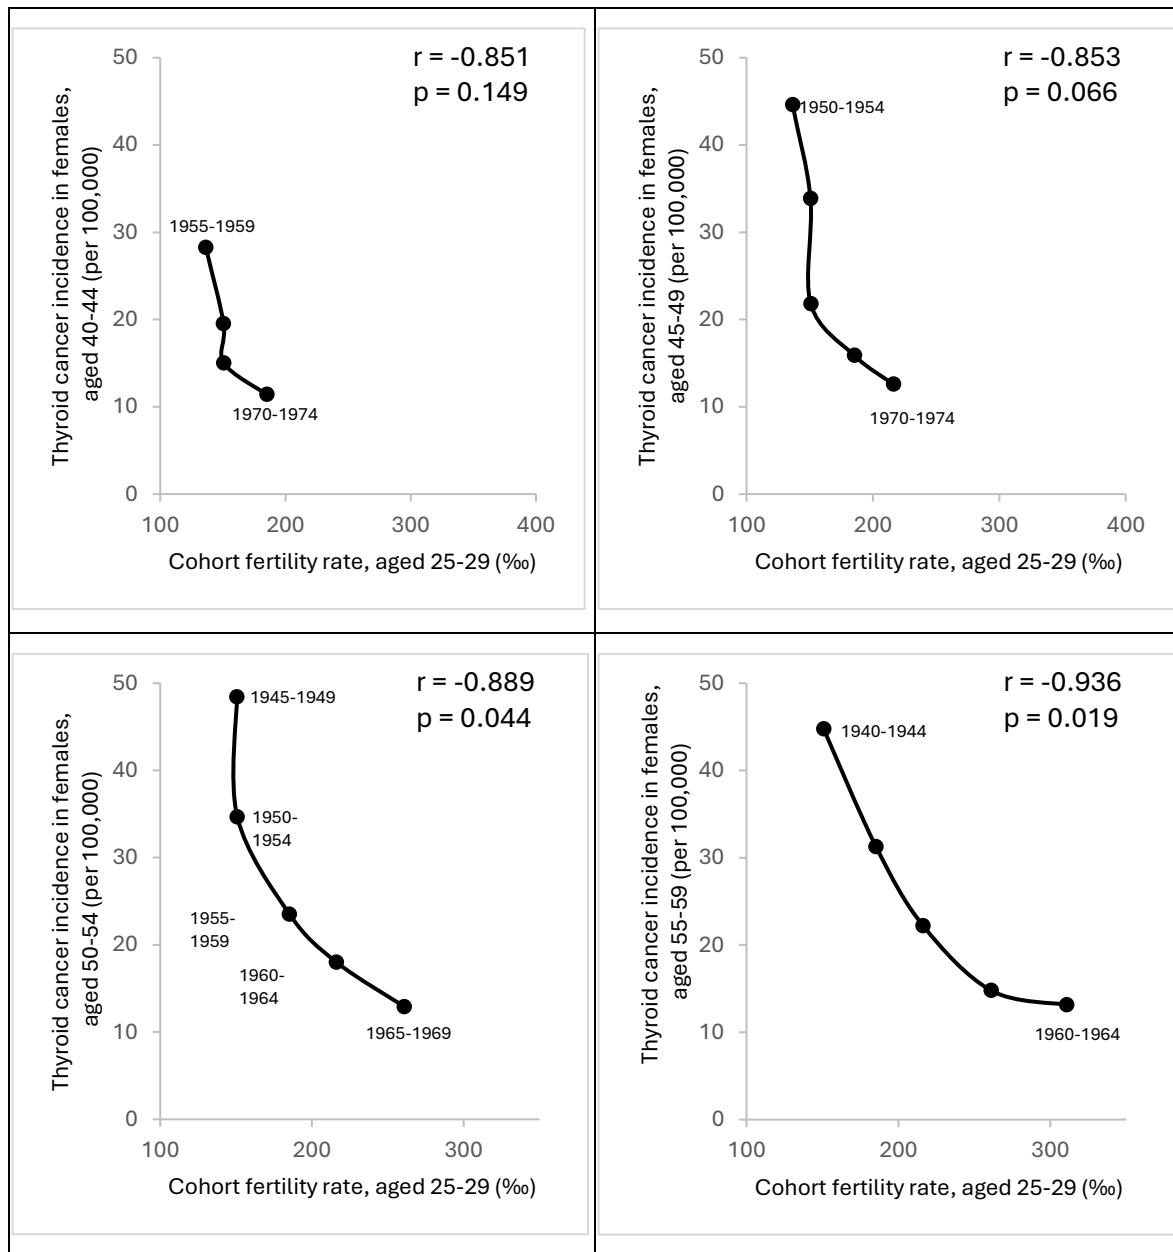 r = -0.851
p = 0.149
Thyroid cancer incidence in females,
aged 40-44 (per 100,000)
50
40
30
20
10
0
1955-1959
1970-1974
100
200
300
400
Cohort fertility rate, aged 25-29 (‰)
r = -0.853
p = 0.066
Thyroid cancer incidence in females,
aged 45-49 (per 100,000)
50
40
30
20
10
0
1950-1954
1970-1974
100
200
300
400
Cohort fertility rate, aged 25-29 (‰)
r = -0.889
p = 0.044
Thyroid cancer incidence in females,
aged 50-54 (per 100,000)
50
40
30
20
10
0
1945-1949
1950-
1954
1955-
1959
1960-
1964
1965-1969
100
200
300
Cohort fertility rate, aged 25-29 (‰)
r = -0.936
p = 0.019
Thyroid cancer incidence in females,
aged 55-59 (per 100,000)
50
40
30
20
10
0
1940-1944
1960-1964
100
200
300
Cohort fertility rate, aged 25-29 (‰)